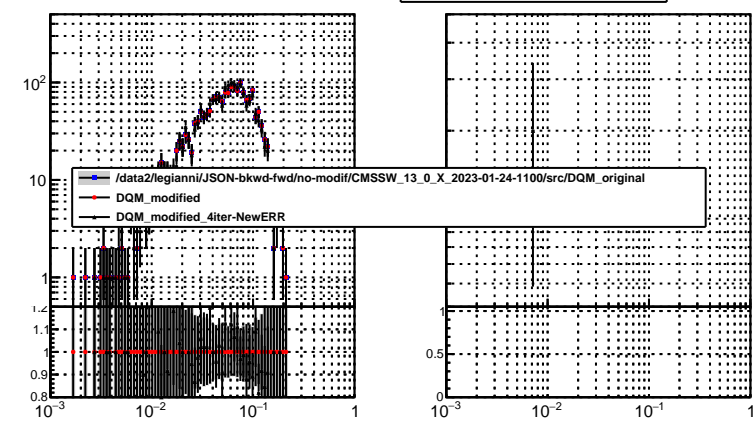 10²
10
1
/data2/legianni/JSON-bkwd-fwd/no-modif/CMSSW_13_0_X_2023-01-24-1100/src/DQM_original
DQM_modified
DQM_modified_4iter-NewERR
1.2
1.1
1
0.9
0.8
10⁻³ 10⁻² 10⁻¹ 1
1
0.5
0
10⁻³ 10⁻² 10⁻¹ 1